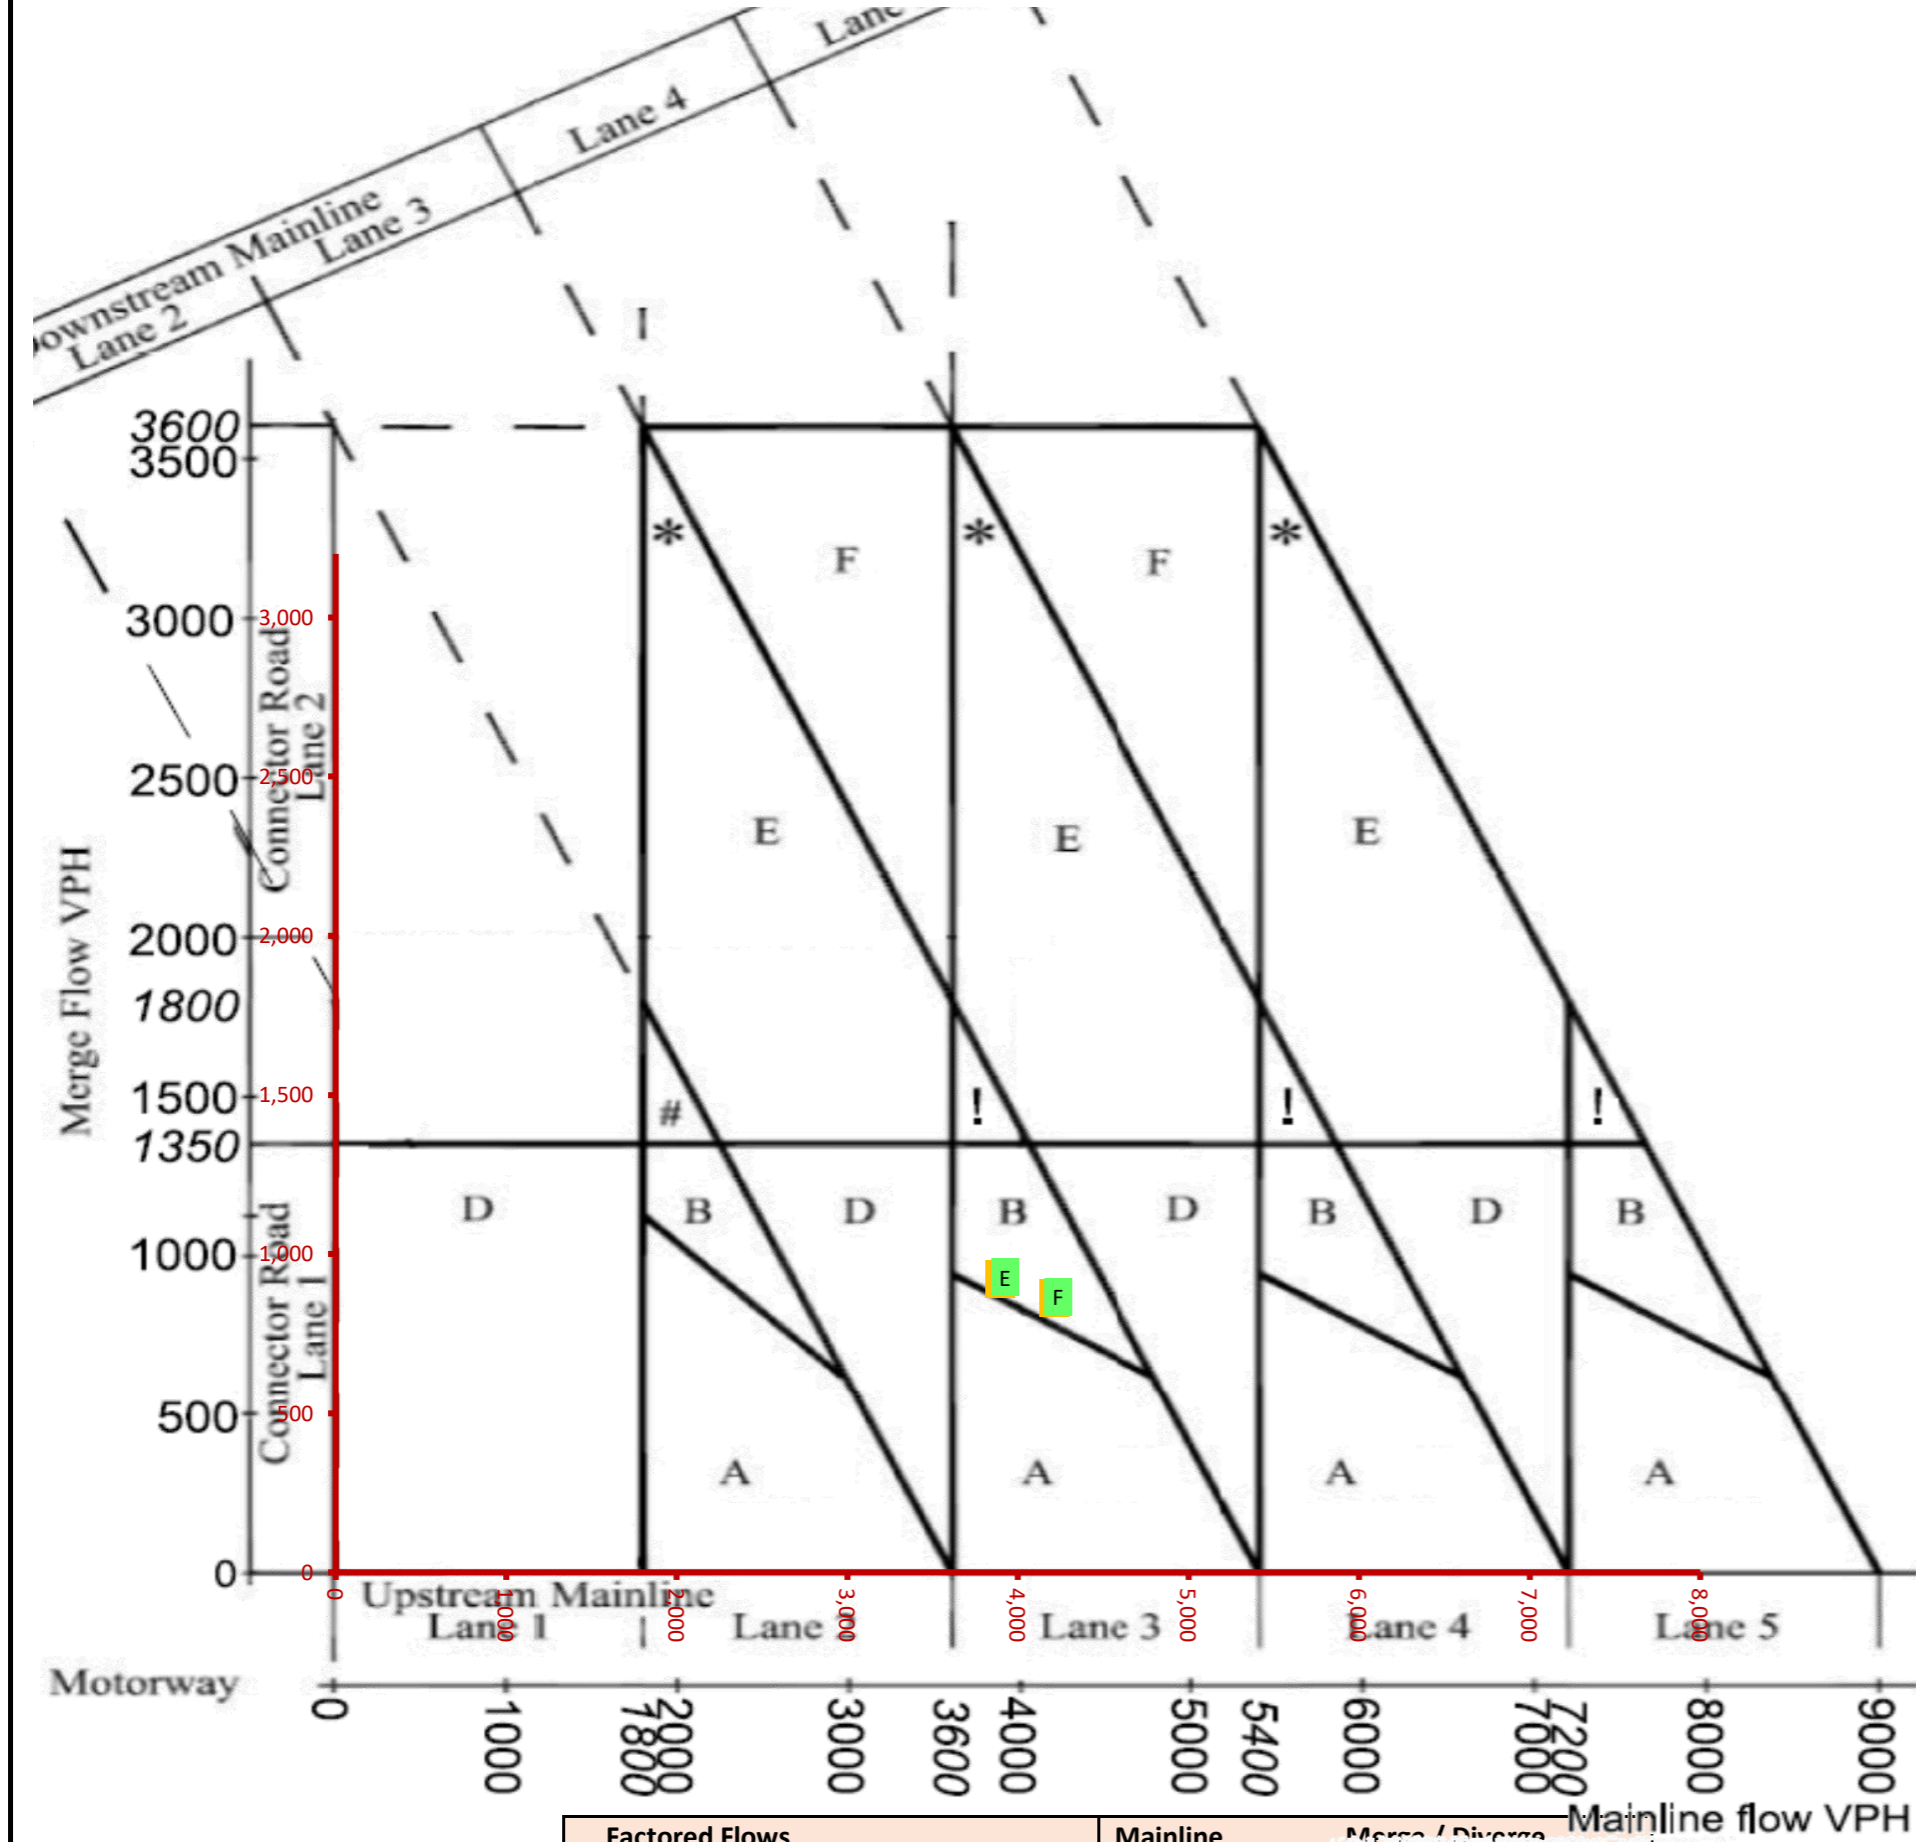 Lane
Lane 4
Downstream Mainline
Lane 3
Lane 2
3600
3500
3000
2500
2000
1800
1500
1350
1000
500
0
Merge Flow VPH
Connector Road
Lane 2
Connector Road
Lane 1
3,000
2,500
2,000
1,500
1,000
500
0
* F * F *
E E E
# ! ! !
D B D B D B D B
E
F
A A A A
0 1,000 2,000 3,000 4,000 5,000 6,000 7,000 8,000
Upstream Mainline
Lane 1 Lane 2 Lane 3 Lane 4 Lane 5
Motorway
0 1000 1800 2000 3000 3600 4000 5000 5400 6000 7000 7200 8000 9000
Mainline flow VPH
Factored Flows Mainline Merge / Diverge